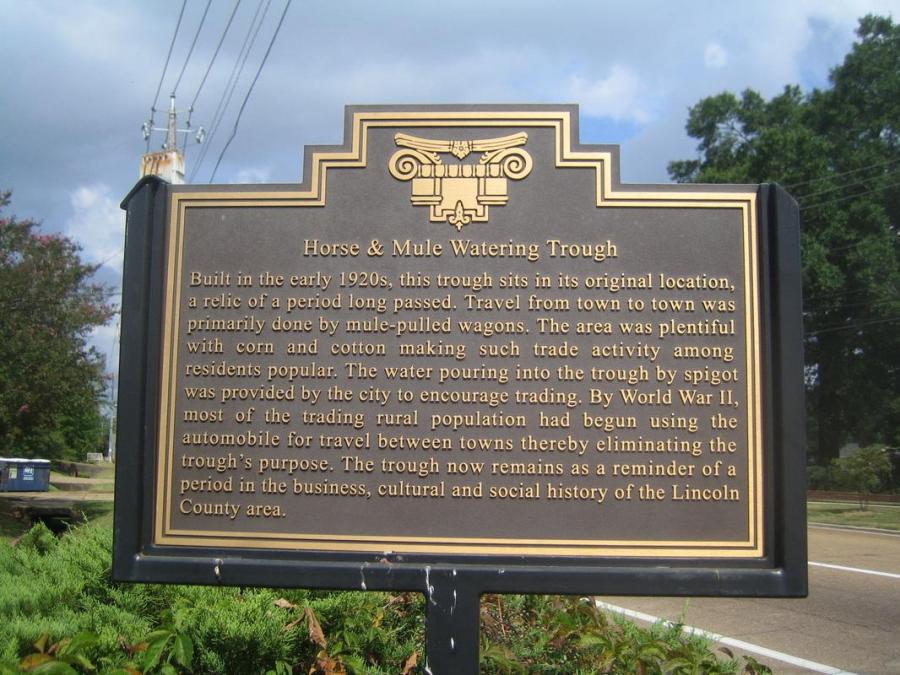 Horse & Mule Watering Trough
Built in the early 1920s, this trough sits in its original location,
a relic of a period long passed. Travel from town to town was
primarily done by mule-pulled wagons. The area was plentiful
with corn and cotton making such trade activity among
residents popular. The water pouring into the trough by spigot
was provided by the city to encourage trading. By World War II,
most of the trading rural population had begun using the
automobile for travel between towns thereby eliminating the
trough's purpose. The trough now remains as a reminder of a
period in the business, cultural and social history of the Lincoln
County area.